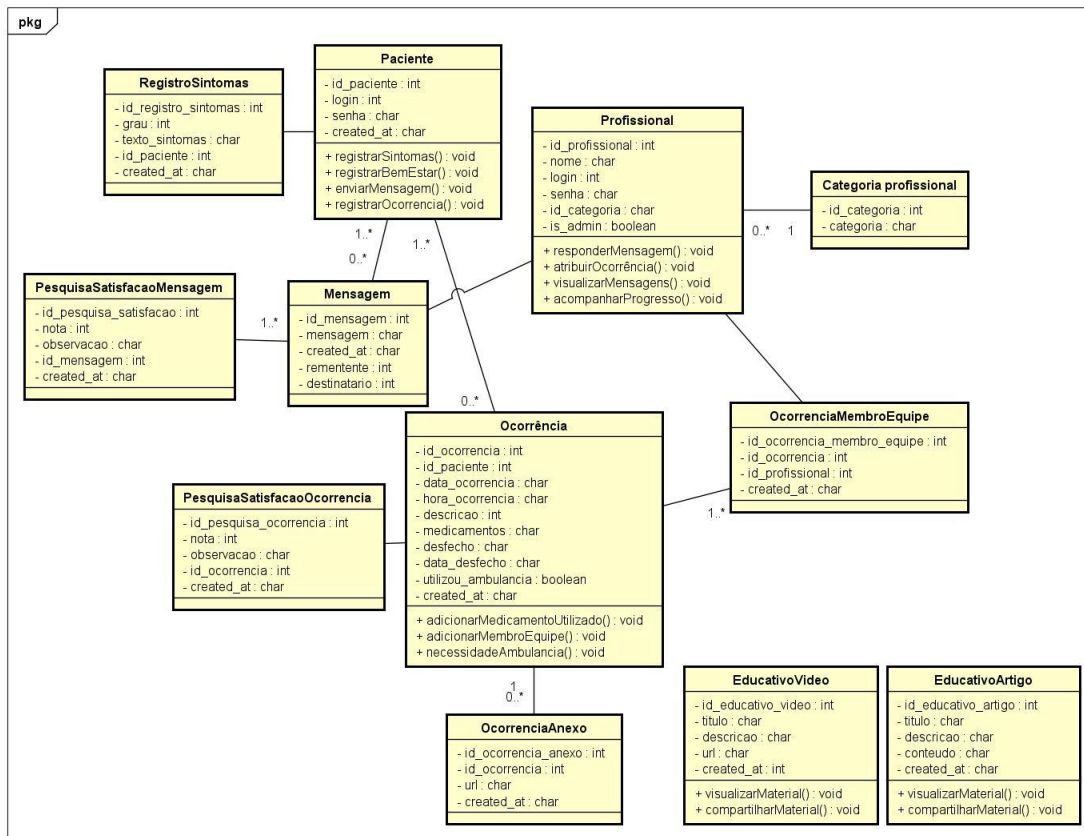 pkg
Paciente
- id_paciente : int
- login : int
- senha : char
- created_at : char
+ registrarSintomas() : void
+ registrarBemEstar() : void
+ enviarMensagem() : void
+ registrarOcorrencia() : void
RegistroSintomas
- id_registro_sintomas : int
- grau : int
- texto_sintomas : char
- id_paciente : int
- created_at : char
Profissional
- id_profissional : int
- nome : char
- login : int
- senha : char
- id_categoria : char
- is_admin : boolean
+ responderMensagem() : void
+ atribuirOcorrência() : void
+ visualizarMensagens() : void
+ acompanharProgresso() : void
Categoria profissional
- id_categoria : int
- categoria : char
0..* 1
1..* 1..*
0..*
PesquisaSatisfacaoMensagem
- id_pesquisa_satisfacao : int
- nota : int
- observacao : char
- id_mensagem : int
- created_at : char
1..*
Mensagem
- id_mensagem : int
- mensagem : char
- created_at : char
- rementente : int
- destinatario : int
0..*
Ocorrência
- id_ocorrencia : int
- id_paciente : int
- data_ocorrencia : char
- hora_ocorrencia : char
- descricao : int
- medicamentos : char
- desfecho : char
- data_desfecho : char
- utilizou_ambulancia : boolean
- created_at : char
+ adicionarMedicamentoUtilizado() : void
+ adicionarMembroEquipe() : void
+ necessidadeAmbulancia() : void
OcorrenciaMembroEquipe
- id_ocorrencia_membro_equipe : int
- id_ocorrencia : int
- id_profissional : int
- created_at : char
1..*
PesquisaSatisfacaoOcorrencia
- id_pesquisa_ocorrencia : int
- nota : int
- observacao : char
- id_ocorrencia : int
- created_at : char
1
0..*
OcorrenciaAnexo
- id_ocorrencia_anexo : int
- id_ocorrencia : int
- url : char
- created_at : char
EducativoVideo
- id_educativo_video : int
- titulo : char
- descricao : char
- url : char
- created_at : int
+ visualizarMaterial() : void
+ compartilharMaterial() : void
EducativoArtigo
- id_educativo_artigo : int
- titulo : char
- descricao : char
- conteudo : char
- created_at : char
+ visualizarMaterial() : void
+ compartilharMaterial() : void